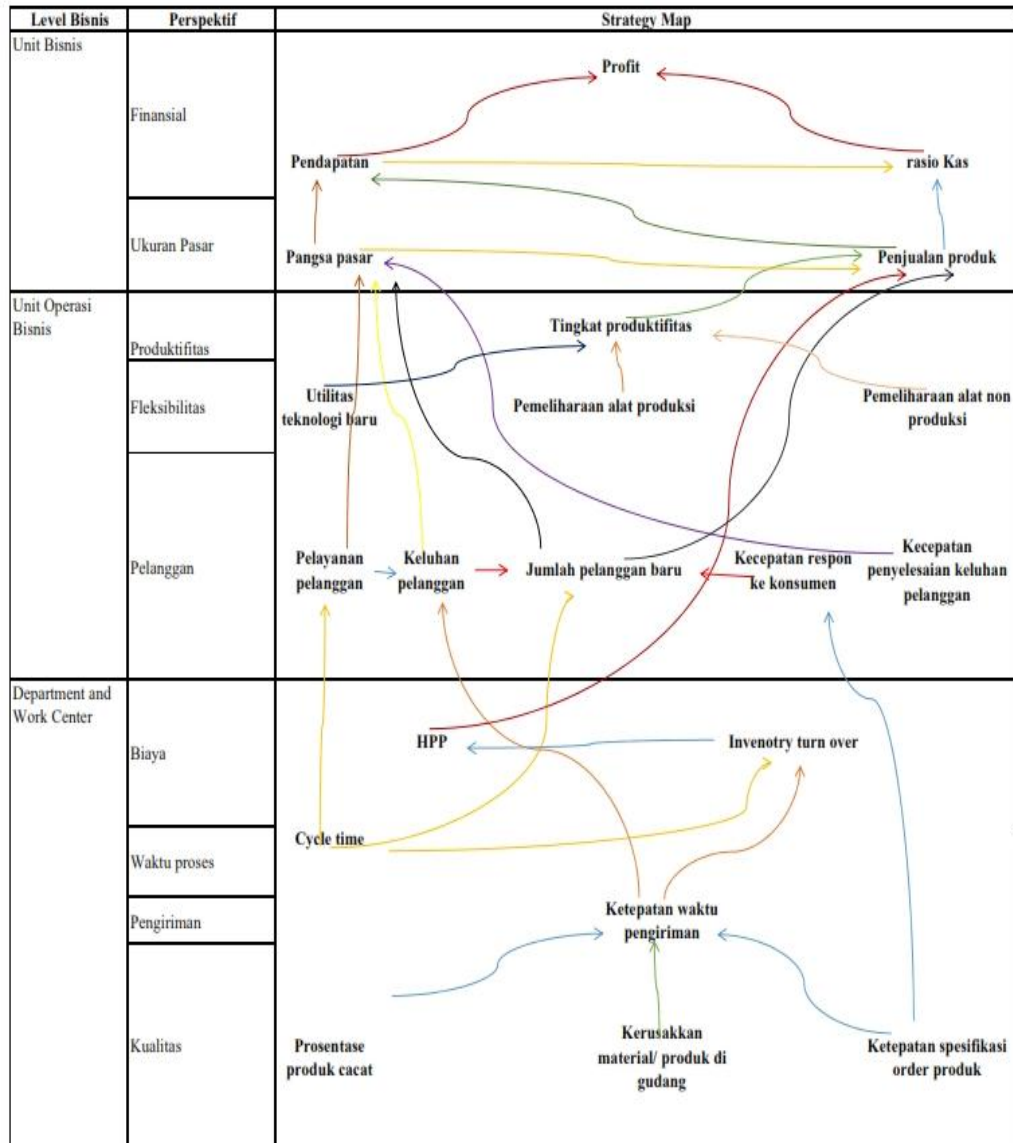 Level Bisnis Perspektif Strategy Map
Unit Bisnis
Profit
Finansial
Pendapatan rasio Kas
Ukuran Pasar
Pangsa pasar Penjualan produk
Unit Operasi
Bisnis
Tingkat produktifitas
Produktifitas
Fleksibilitas
Utilitas
teknologi baru
Pemeliharaan alat produksi
Pemeliharaan alat non
produksi
Pelanggan
Pelayanan
pelanggan
Keluhan
pelanggan
Jumlah pelanggan baru
Kecepatan respon
ke konsumen
Kecepatan
penyelesaian keluhan
pelanggan
Department and
Work Center
HPP Invenotry turn over
Biaya
Cycle time
Waktu proses
Pengiriman
Ketepatan waktu
pengiriman
Kualitas
Prosentase
produk cacat
Kerusakkan
material/ produk di
gudang
Ketepatan spesifikasi
order produk